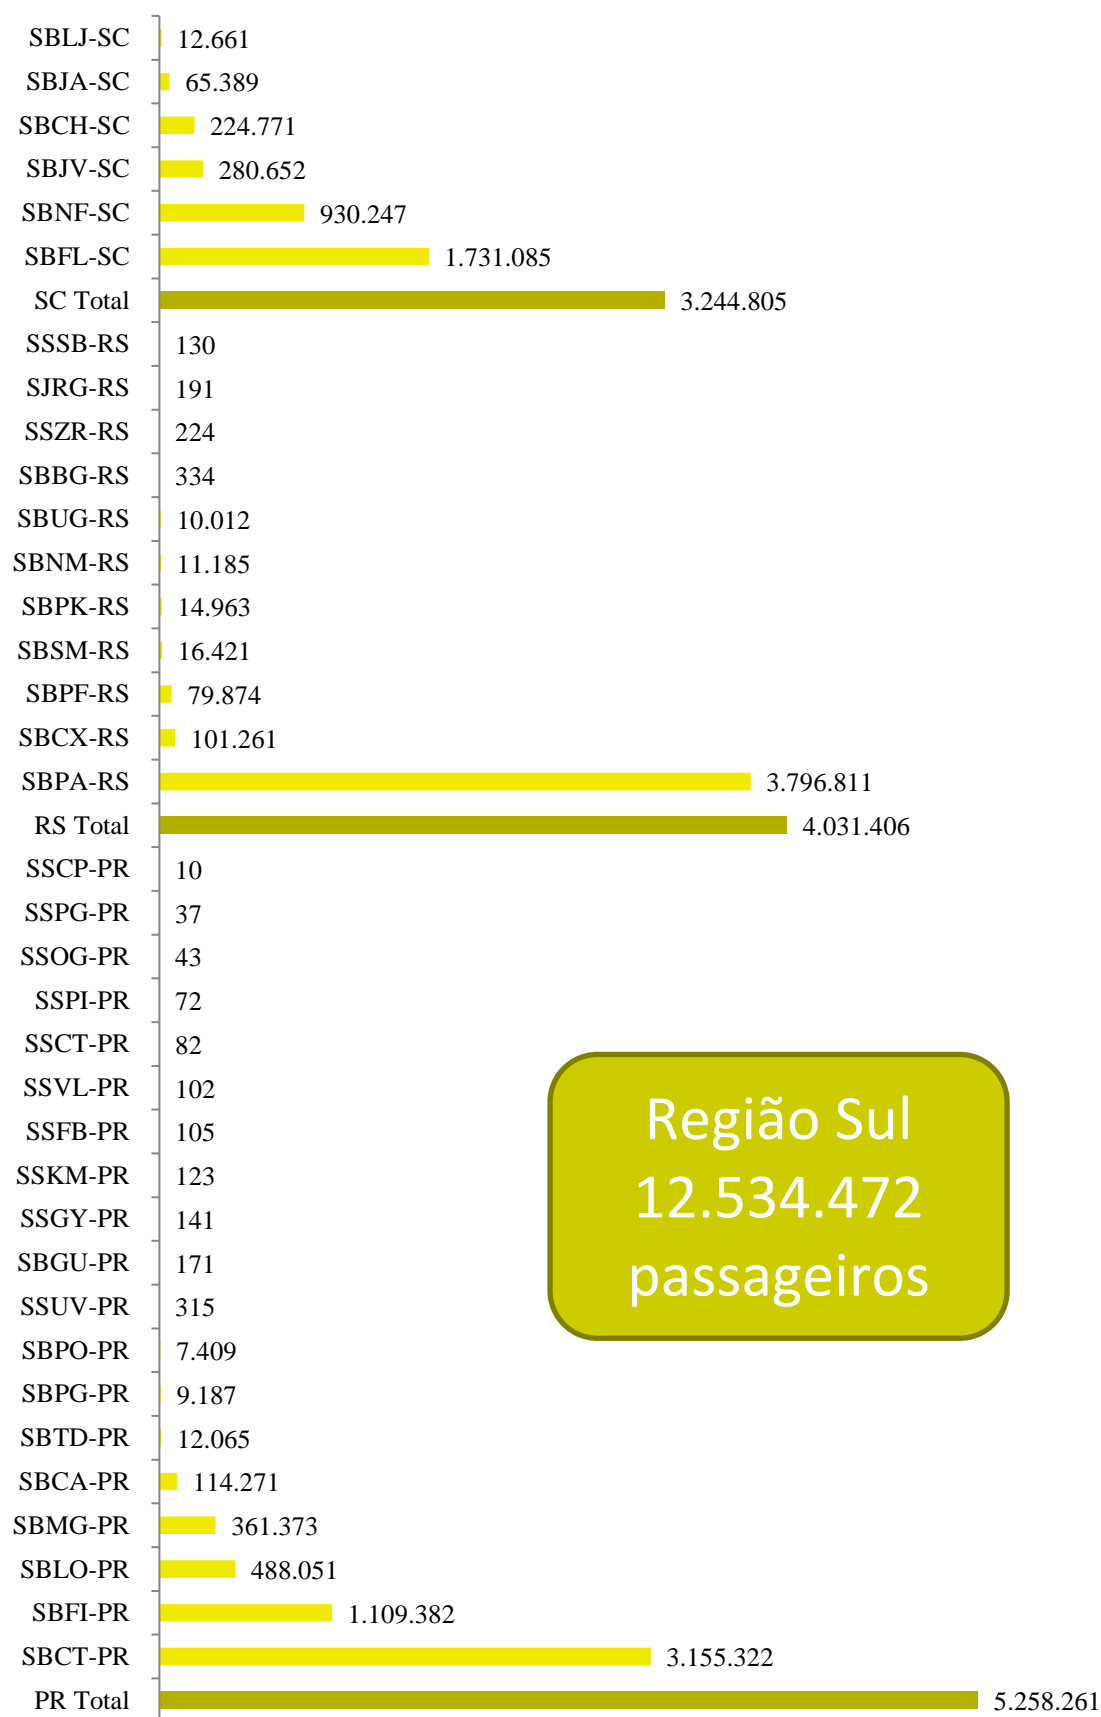 SBLJ-SC 12.661
SBJA-SC 65.389
SBCH-SC 224.771
SBJV-SC 280.652
SBNF-SC 930.247
SBFL-SC 1.731.085
SC Total 3.244.805
SSSB-RS 130
SJRG-RS 191
SSZR-RS 224
SBBG-RS 334
SBUG-RS 10.012
SBNM-RS 11.185
SBPK-RS 14.963
SBSM-RS 16.421
SBPF-RS 79.874
SBCX-RS 101.261
SBPA-RS 3.796.811
RS Total 4.031.406
SSCP-PR 10
SSPG-PR 37
SSOG-PR 43
SSPI-PR 72
SSCT-PR 82
SSVL-PR 102
SSFB-PR 105
SSKM-PR 123
SSGY-PR 141
SBGU-PR 171
SSUV-PR 315
SBPO-PR 7.409
SBPG-PR 9.187
SBTD-PR 12.065
SBCA-PR 114.271
SBMG-PR 361.373
SBLO-PR 488.051
SBFI-PR 1.109.382
SBCT-PR 3.155.322
PR Total 5.258.261
Região Sul
12.534.472
passageiros